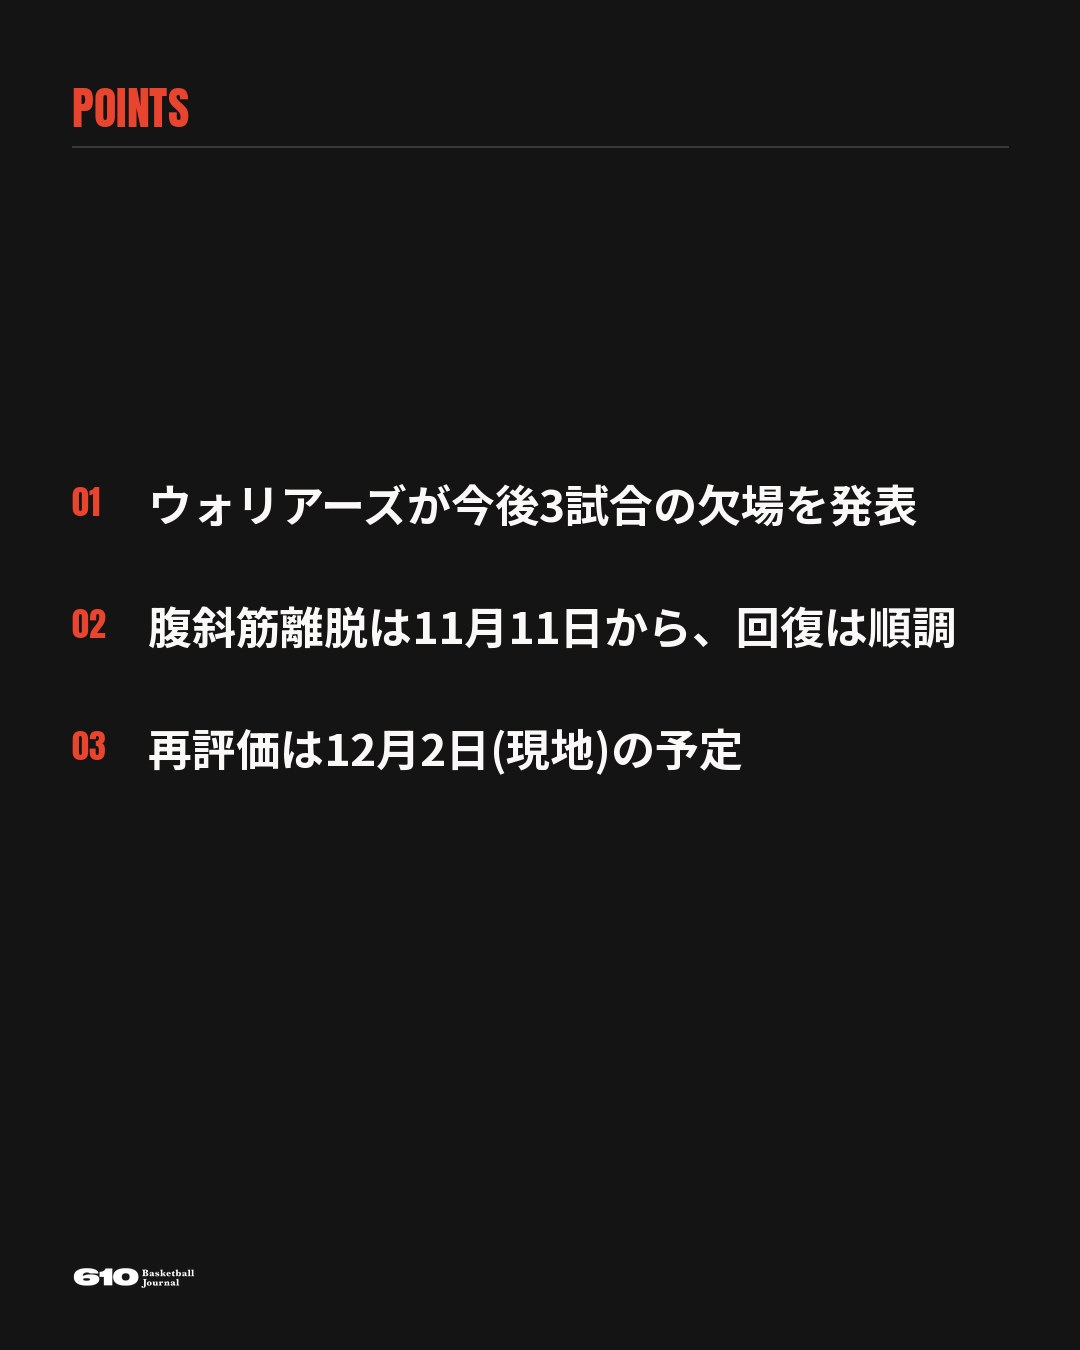 POINTS
01 ウォリアーズが今後3試合の欠場を発表
02 腹斜筋離脱は11月11日から、回復は順調
03 再評価は12月2日(現地)の予定
610 Basketball
Journal